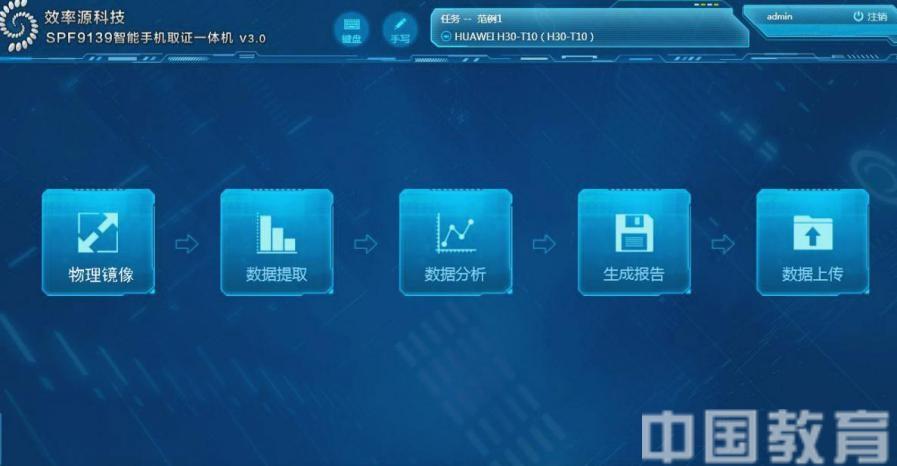 效率源科技
SPF9139智能手机取证一体机 V3.0
键盘
手写
任务 -- 范例1
HUAWEI H30-T10 ( H30-T10 )
admin
注销
物理镜像
数据提取
数据分析
生成报告
数据上传
中国教育